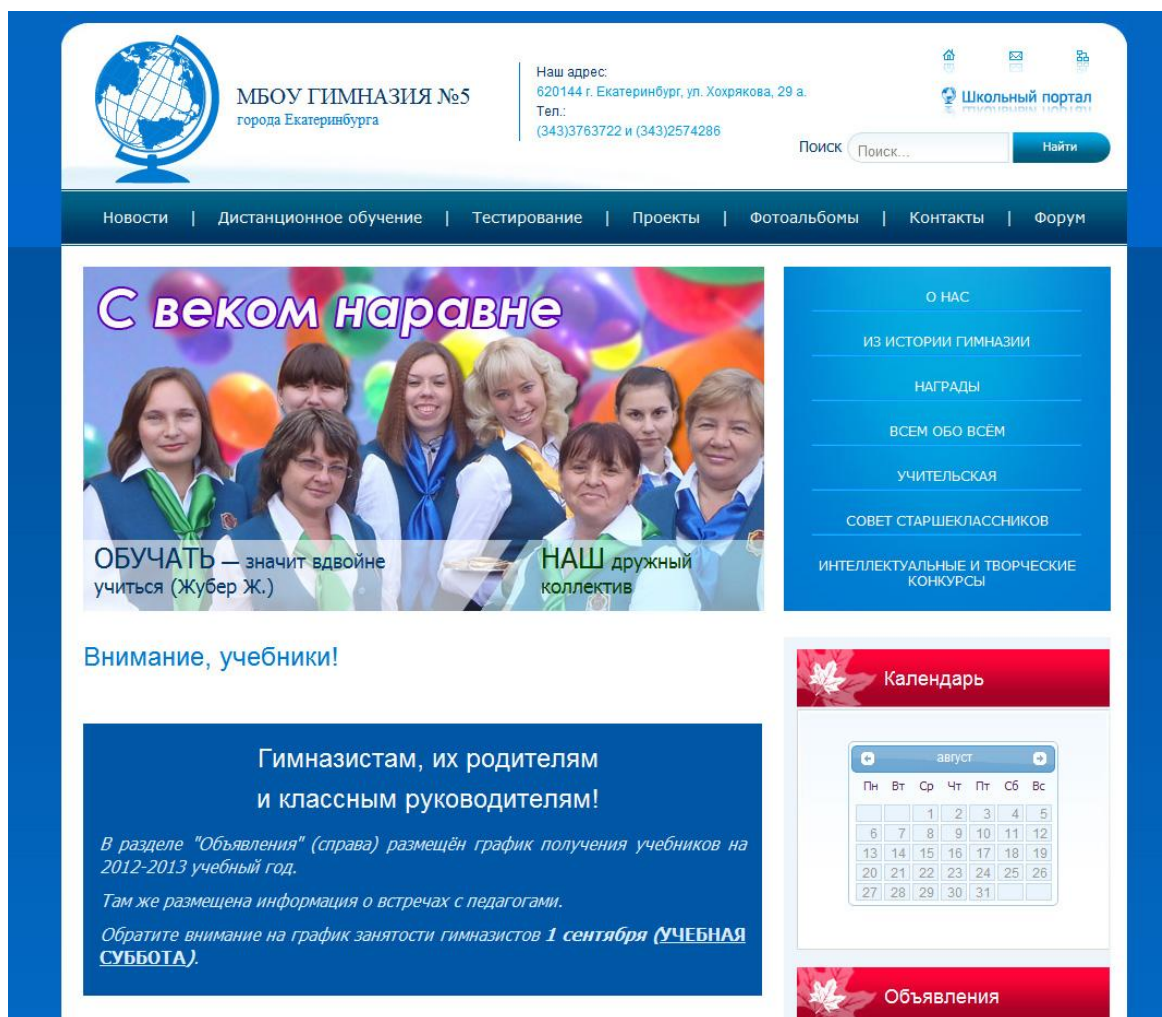 МБОУ ГИМНАЗИЯ №5
города Екатеринбурга
Наш адрес:
620144 г. Екатеринбург, ул. Хохрякова, 29 а.
Тел.:
(343)3763722 и (343)2574286
Школьный портал
Поиск Поиск... Найти
Новости | Дистанционное обучение | Тестирование | Проекты | Фотоальбомы | Контакты | Форум
С веком наравне
ОБУЧАТЬ — значит вдвойне
учиться (Жубер Ж.)
НАШ дружный
коллектив
О НАС
ИЗ ИСТОРИИ ГИМНАЗИИ
НАГРАДЫ
ВСЕМ ОБО ВСЁМ
УЧИТЕЛЬСКАЯ
СОВЕТ СТАРШЕКЛАССНИКОВ
ИНТЕЛЛЕКТУАЛЬНЫЕ И ТВОРЧЕСКИЕ
КОНКУРСЫ
Внимание, учебники!
Гимназистам, их родителям
и классным руководителям!
В разделе "Объявления" (справа) размещён график получения учебников на
2012-2013 учебный год.
Там же размещена информация о встречах с педагогами.
Обратите внимание на график занятости гимназистов 1 сентября (УЧЕБНАЯ
СУББОТА).
Календарь
август
Пн Вт Ср Чт Пт Сб Вс
1 2 3 4 5
6 7 8 9 10 11 12
13 14 15 16 17 18 19
20 21 22 23 24 25 26
27 28 29 30 31
Объявления